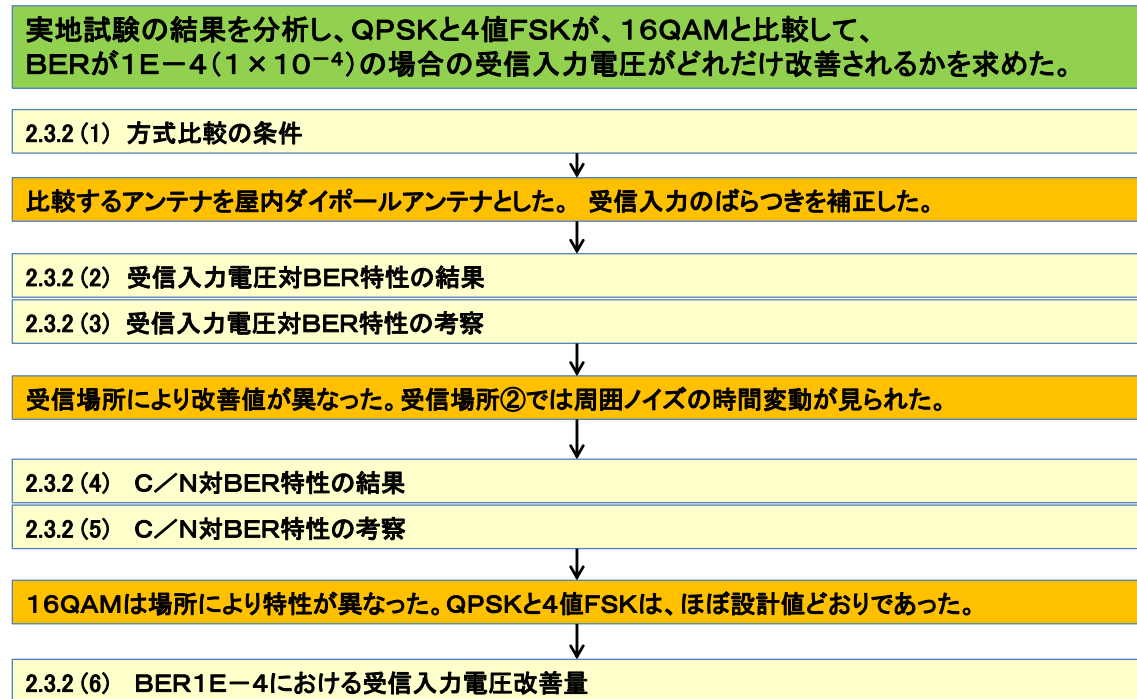 実地試験の結果を分析し、QPSKと4値FSKが、16QAMと比較して、
BERが1E－4(1×10⁻⁴)の場合の受信入力電圧がどれだけ改善されるかを求めた。
2.3.2 (1) 方式比較の条件
比較するアンテナを屋内ダイポールアンテナとした。 受信入力のばらつきを補正した。
2.3.2 (2) 受信入力電圧対BER特性の結果
2.3.2 (3) 受信入力電圧対BER特性の考察
受信場所により改善値が異なった。受信場所②では周囲ノイズの時間変動が見られた。
2.3.2 (4) C／N対BER特性の結果
2.3.2 (5) C／N対BER特性の考察
16QAMは場所により特性が異なった。QPSKと4値FSKは、ほぼ設計値どおりであった。
2.3.2 (6) BER1E－4における受信入力電圧改善量